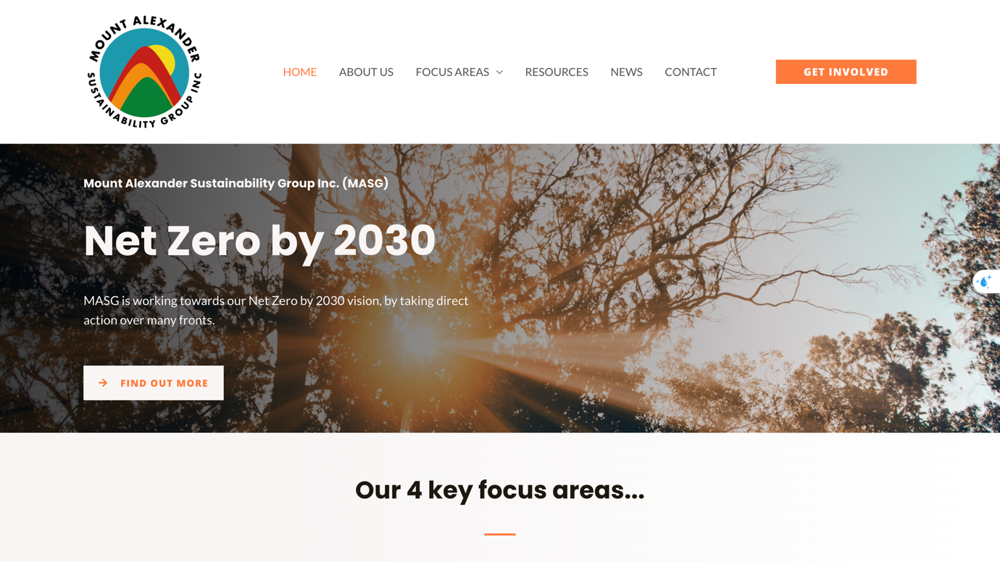 MOUNT ALEXANDER
SUSTAINABILITY GROUP INC
HOME
ABOUT US
FOCUS AREAS
RESOURCES
NEWS
CONTACT
GET INVOLVED
Mount Alexander Sustainability Group Inc. (MASG)
Net Zero by 2030
MASG is working towards our Net Zero by 2030 vision, by taking direct
action over many fronts.
FIND OUT MORE
Our 4 key focus areas...